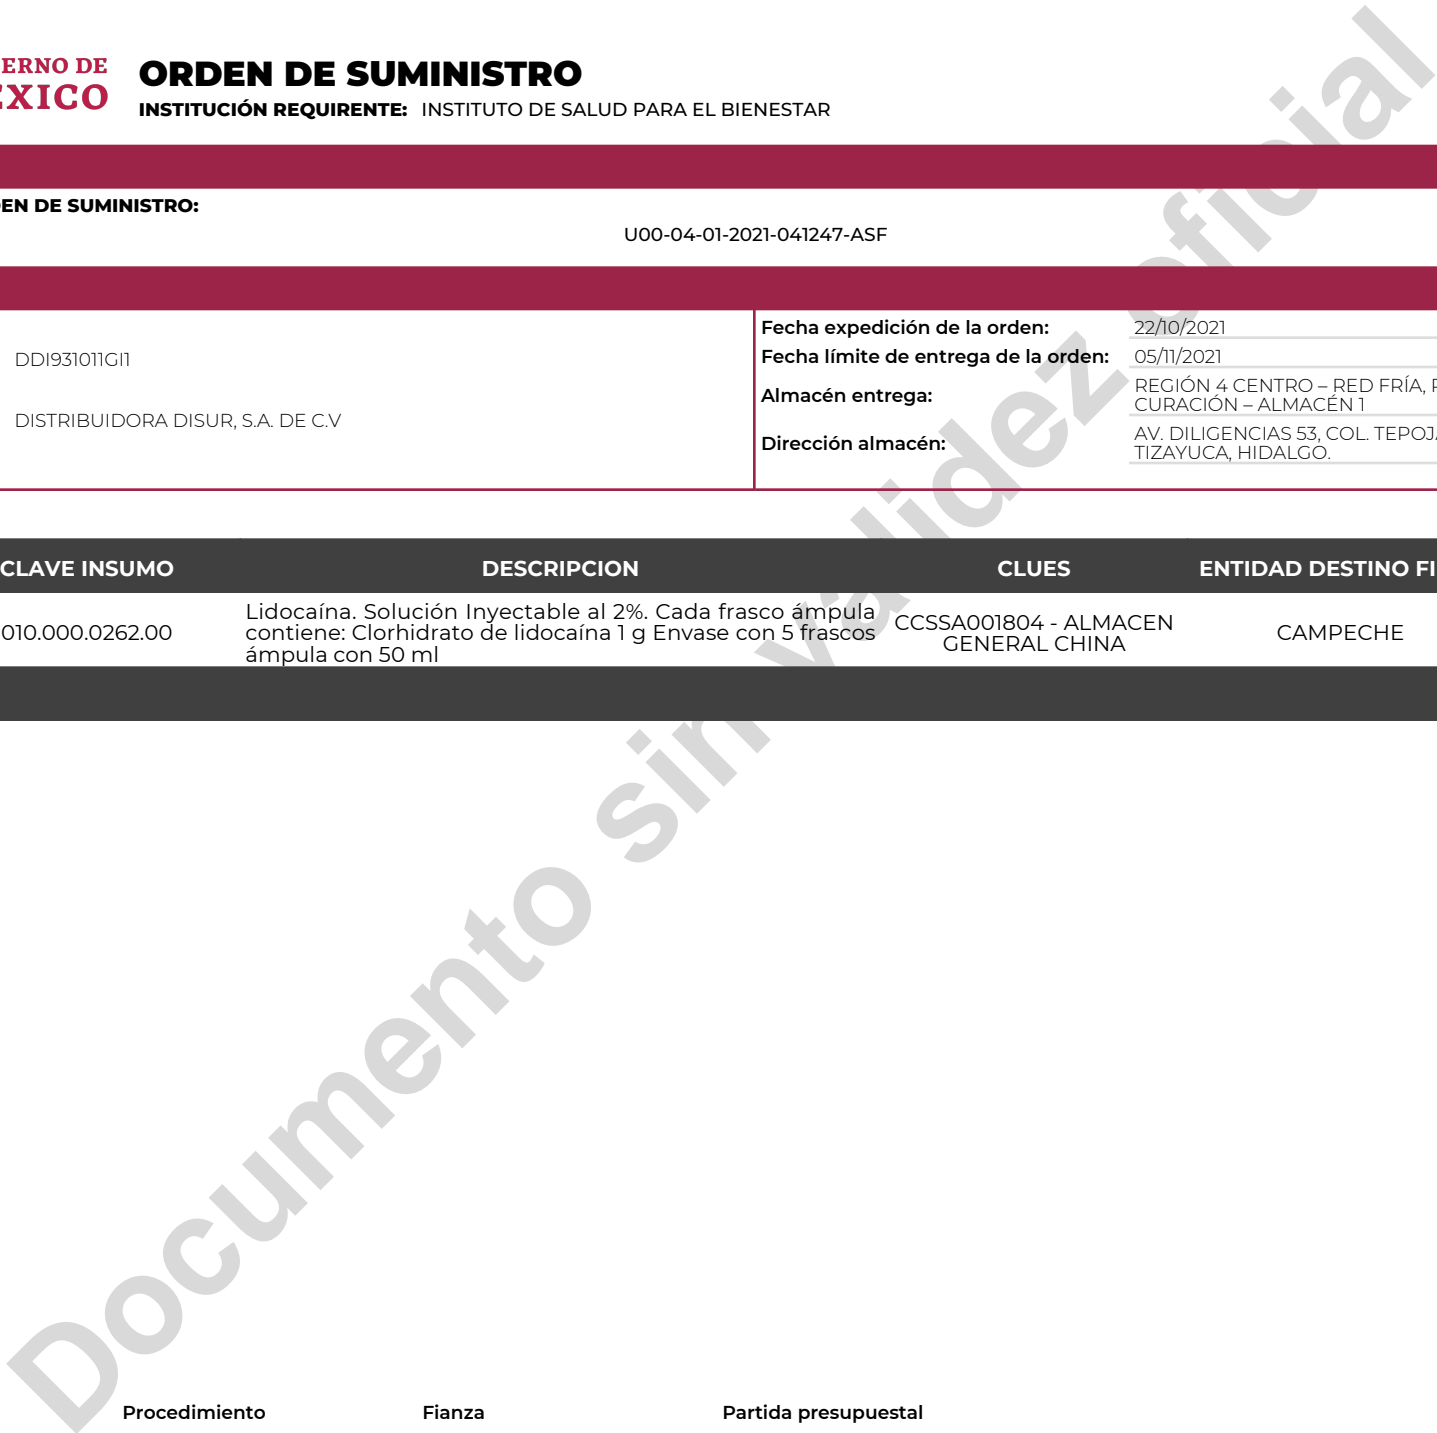 ERNO DE
EXICO
ORDEN DE SUMINISTRO
INSTITUCIÓN REQUIRENTE: INSTITUTO DE SALUD PARA EL BIENESTAR
EN DE SUMINISTRO:
U00-04-01-2021-041247-ASF
DDI931011GI1
DISTRIBUIDORA DISUR, S.A. DE C.V
Fecha expedición de la orden: 22/10/2021
Fecha límite de entrega de la orden: 05/11/2021
Almacén entrega:
REGIÓN 4 CENTRO – RED FRÍA,
CURACIÓN – ALMACÉN 1
Dirección almacén:
AV. DILIGENCIAS 53, COL. TEPOJA
TIZAYUCA, HIDALGO.
CLAVE INSUMO DESCRIPCION CLUES ENTIDAD DESTINO FI
010.000.0262.00
Lidocaína. Solución Inyectable al 2%. Cada frasco ámpula
contiene: Clorhidrato de lidocaína 1 g Envase con 5 frascos
ámpula con 50 ml
CCSSA001804 - ALMACEN
GENERAL CHINA
CAMPECHE
Documento sin validez oficial
Procedimiento Fianza Partida presupuestal